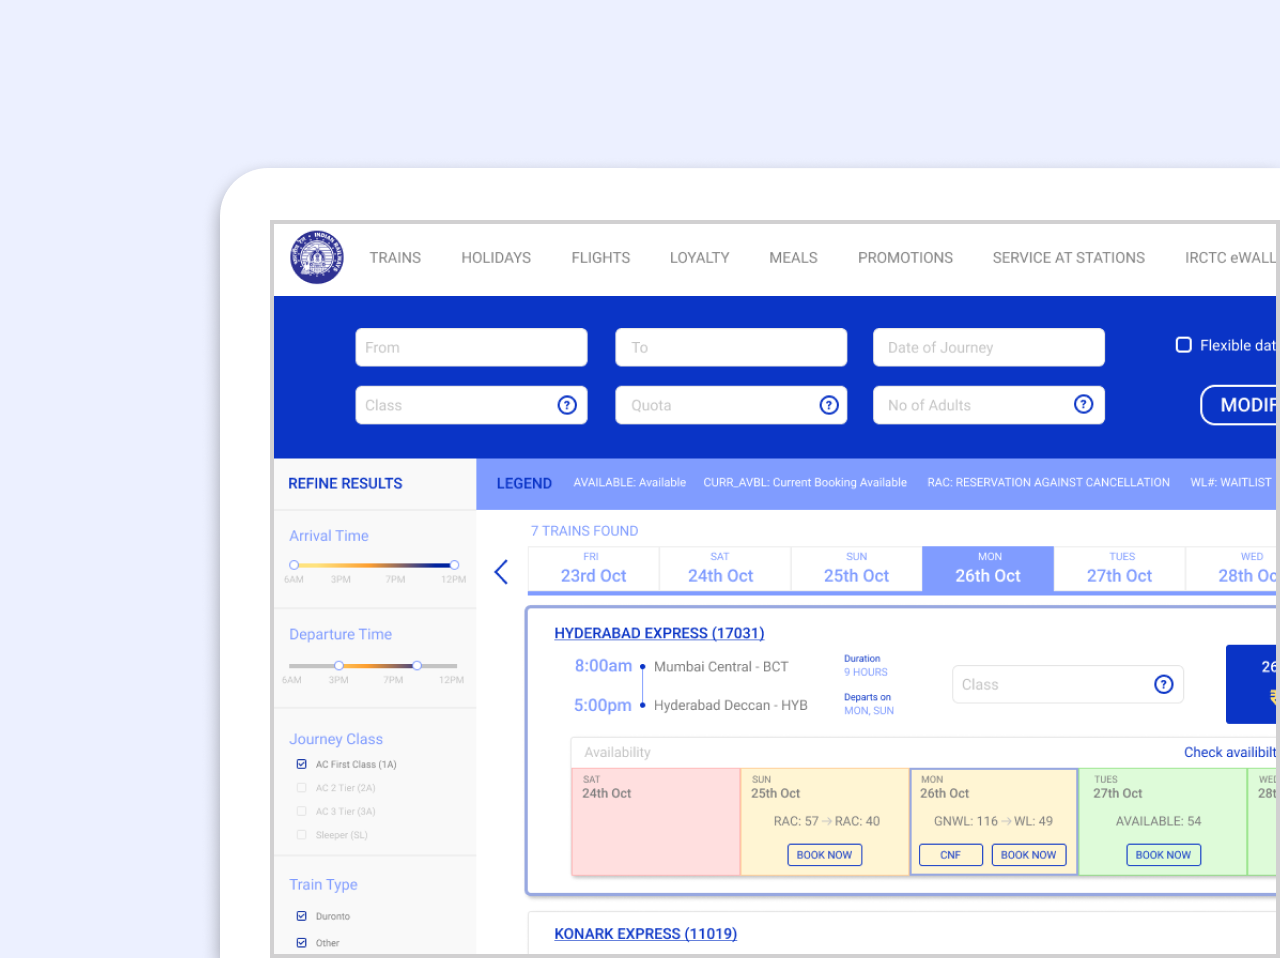 INDIAN RAILWAYS
TRAINS HOLIDAYS FLIGHTS LOYALTY MEALS PROMOTIONS SERVICE AT STATIONS IRCTC eWALL
From To Date of Journey Flexible dat
Class ? Quota ? No of Adults ? MODIF
REFINE RESULTS
LEGEND AVAILABLE: Available CURR_AVBL: Current Booking Available RAC: RESERVATION AGAINST CANCELLATION WL#: WAITLIST
Arrival Time
6AM 3PM 7PM 12PM
Departure Time
6AM 3PM 7PM 12PM
Journey Class
AC First Class (1A)
AC 2 Tier (2A)
AC 3 Tier (3A)
Sleeper (SL)
Train Type
Duronto
Other
7 TRAINS FOUND
FRI SAT SUN MON TUES WED
23rd Oct 24th Oct 25th Oct 26th Oct 27th Oct 28th Oc
HYDERABAD EXPRESS (17031)
8:00am Mumbai Central - BCT
5:00pm Hyderabad Deccan - HYB
Duration
9 HOURS
Departs on
MON, SUN
Class ?
26
₹
Availability Check availibilt
SAT SUN MON TUES WED
24th Oct 25th Oct 26th Oct 27th Oct 28t
RAC: 57 → RAC: 40 GNWL: 116 → WL: 49 AVAILABLE: 54
BOOK NOW CNF BOOK NOW BOOK NOW
KONARK EXPRESS (11019)